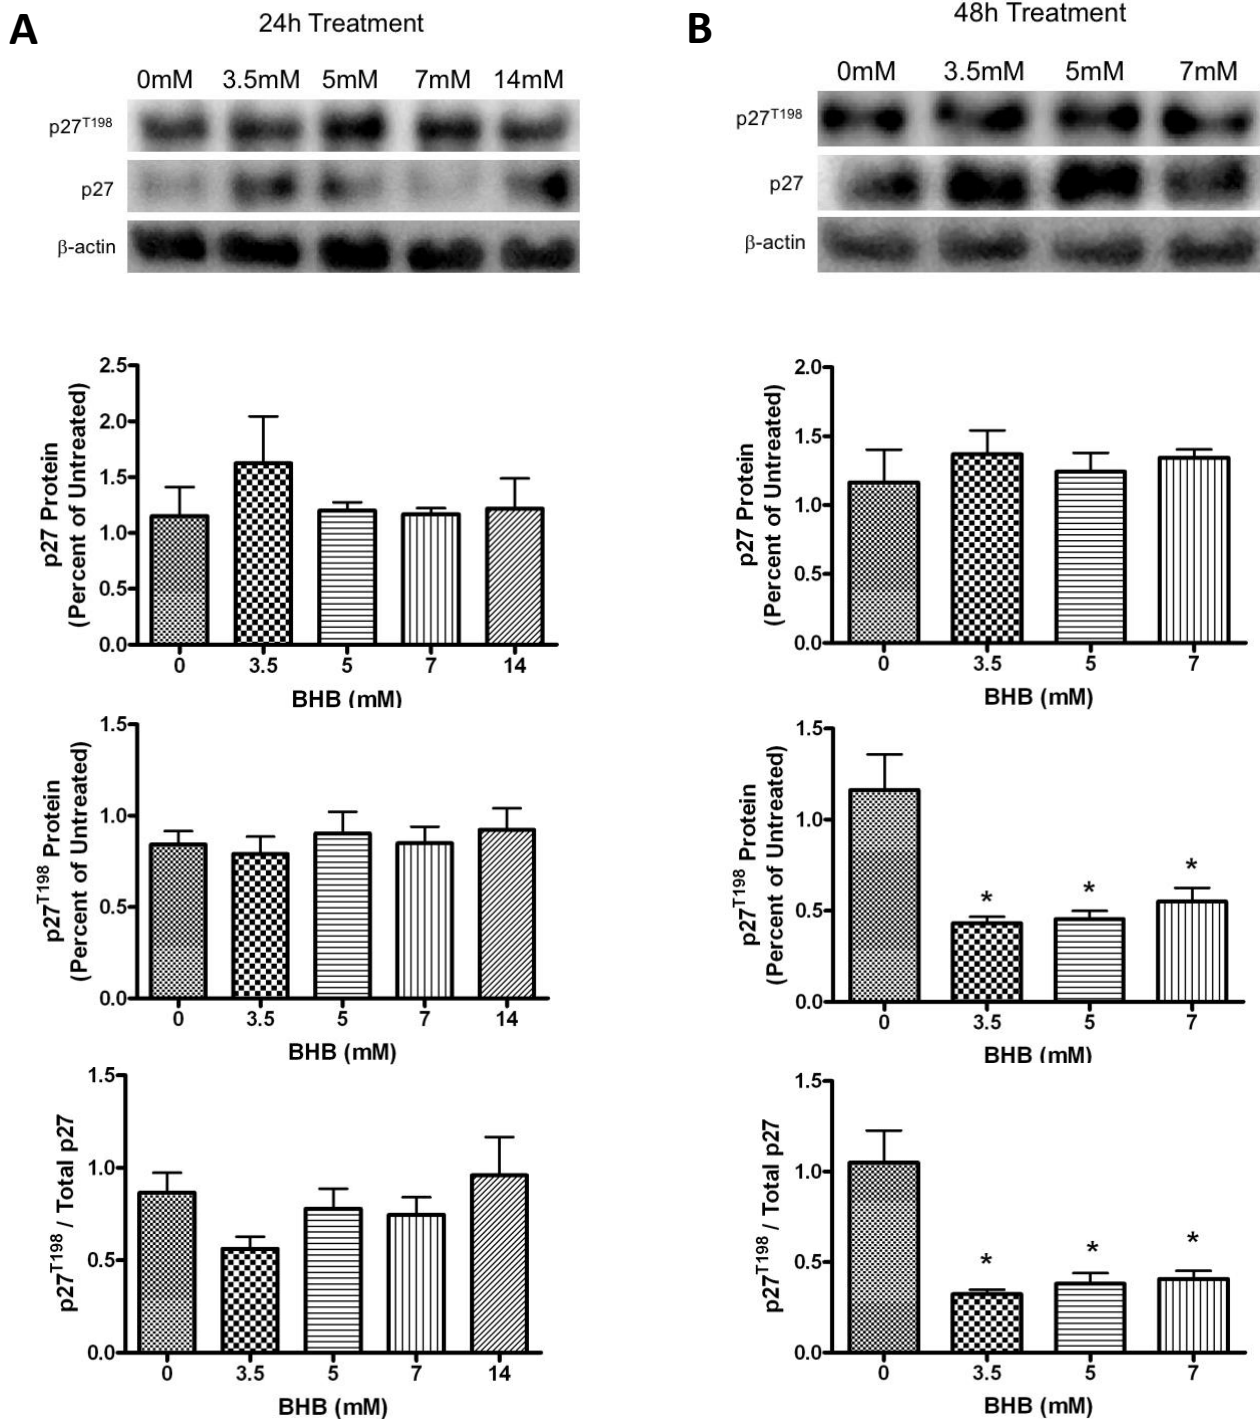 A
24h Treatment
0mM 3.5mM 5mM 7mM 14mM
p27T198
p27
β-actin
2.5
2.0
1.5
1.0
0.5
0.0
p27 Protein
(Percent of Untreated)
0 3.5 5 7 14
BHB (mM)
1.5
1.0
0.5
0.0
p27T198 Protein
(Percent of Untreated)
0 3.5 5 7 14
BHB (mM)
1.5
1.0
0.5
0.0
p27T198 / Total p27
0 3.5 5 7 14
BHB (mM)
B
48h Treatment
0mM 3.5mM 5mM 7mM
p27T198
p27
β-actin
2.0
1.5
1.0
0.5
0.0
p27 Protein
(Percent of Untreated)
0 3.5 5 7
BHB (mM)
1.5
1.0
0.5
0.0
p27T198 Protein
(Percent of Untreated)
* * *
0 3.5 5 7
BHB (mM)
1.5
1.0
0.5
0.0
p27T198 / Total p27
* * *
0 3.5 5 7
BHB (mM)